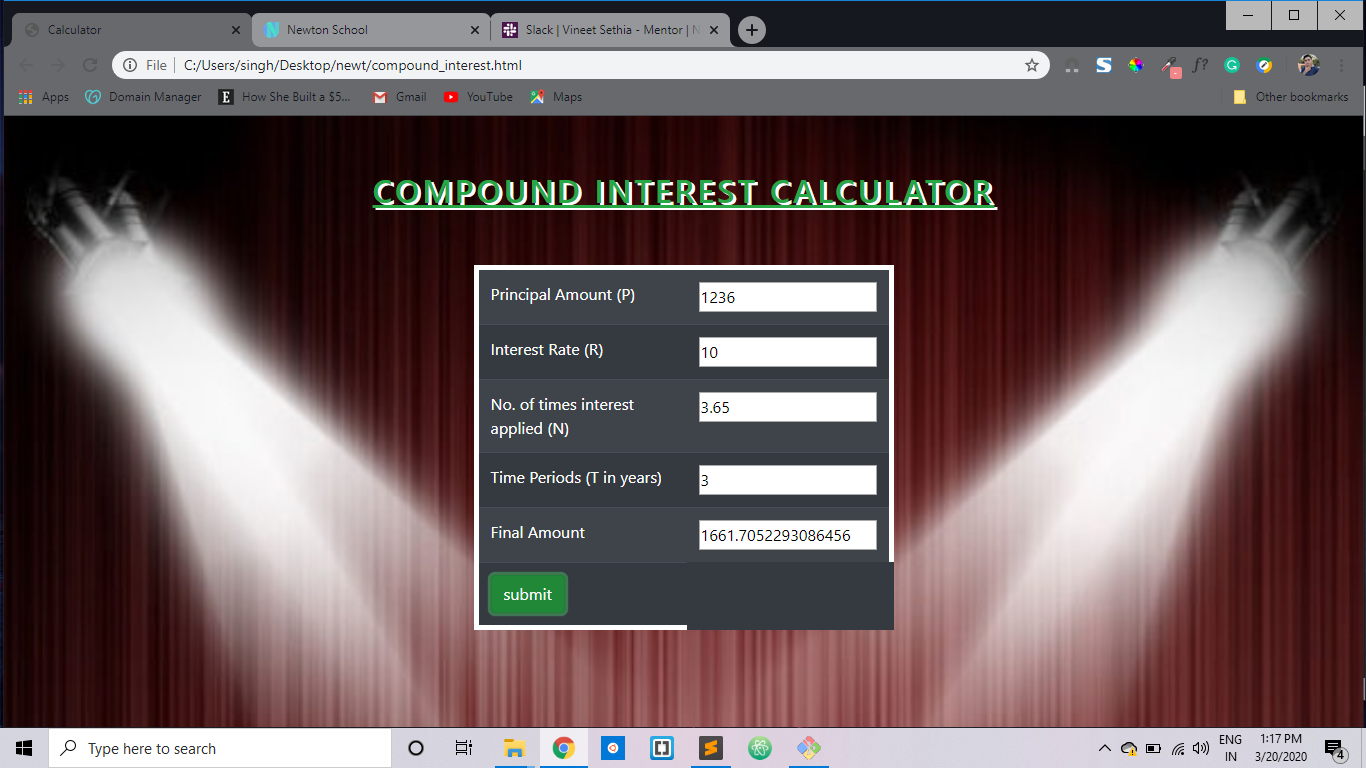 Calculator
Newton School
Slack | Vineet Sethia - Mentor | N
File
C:/Users/singh/Desktop/newt/compound_interest.html
Apps
Domain Manager
How She Built a $5...
Gmail
YouTube
Maps
Other bookmarks
COMPOUND INTEREST CALCULATOR
Principal Amount (P)
1236
Interest Rate (R)
10
No. of times interest
applied (N)
3.65
Time Periods (T in years)
3
Final Amount
1661.7052293086456
submit
Type here to search
ENG
IN
1:17 PM
3/20/2020
4